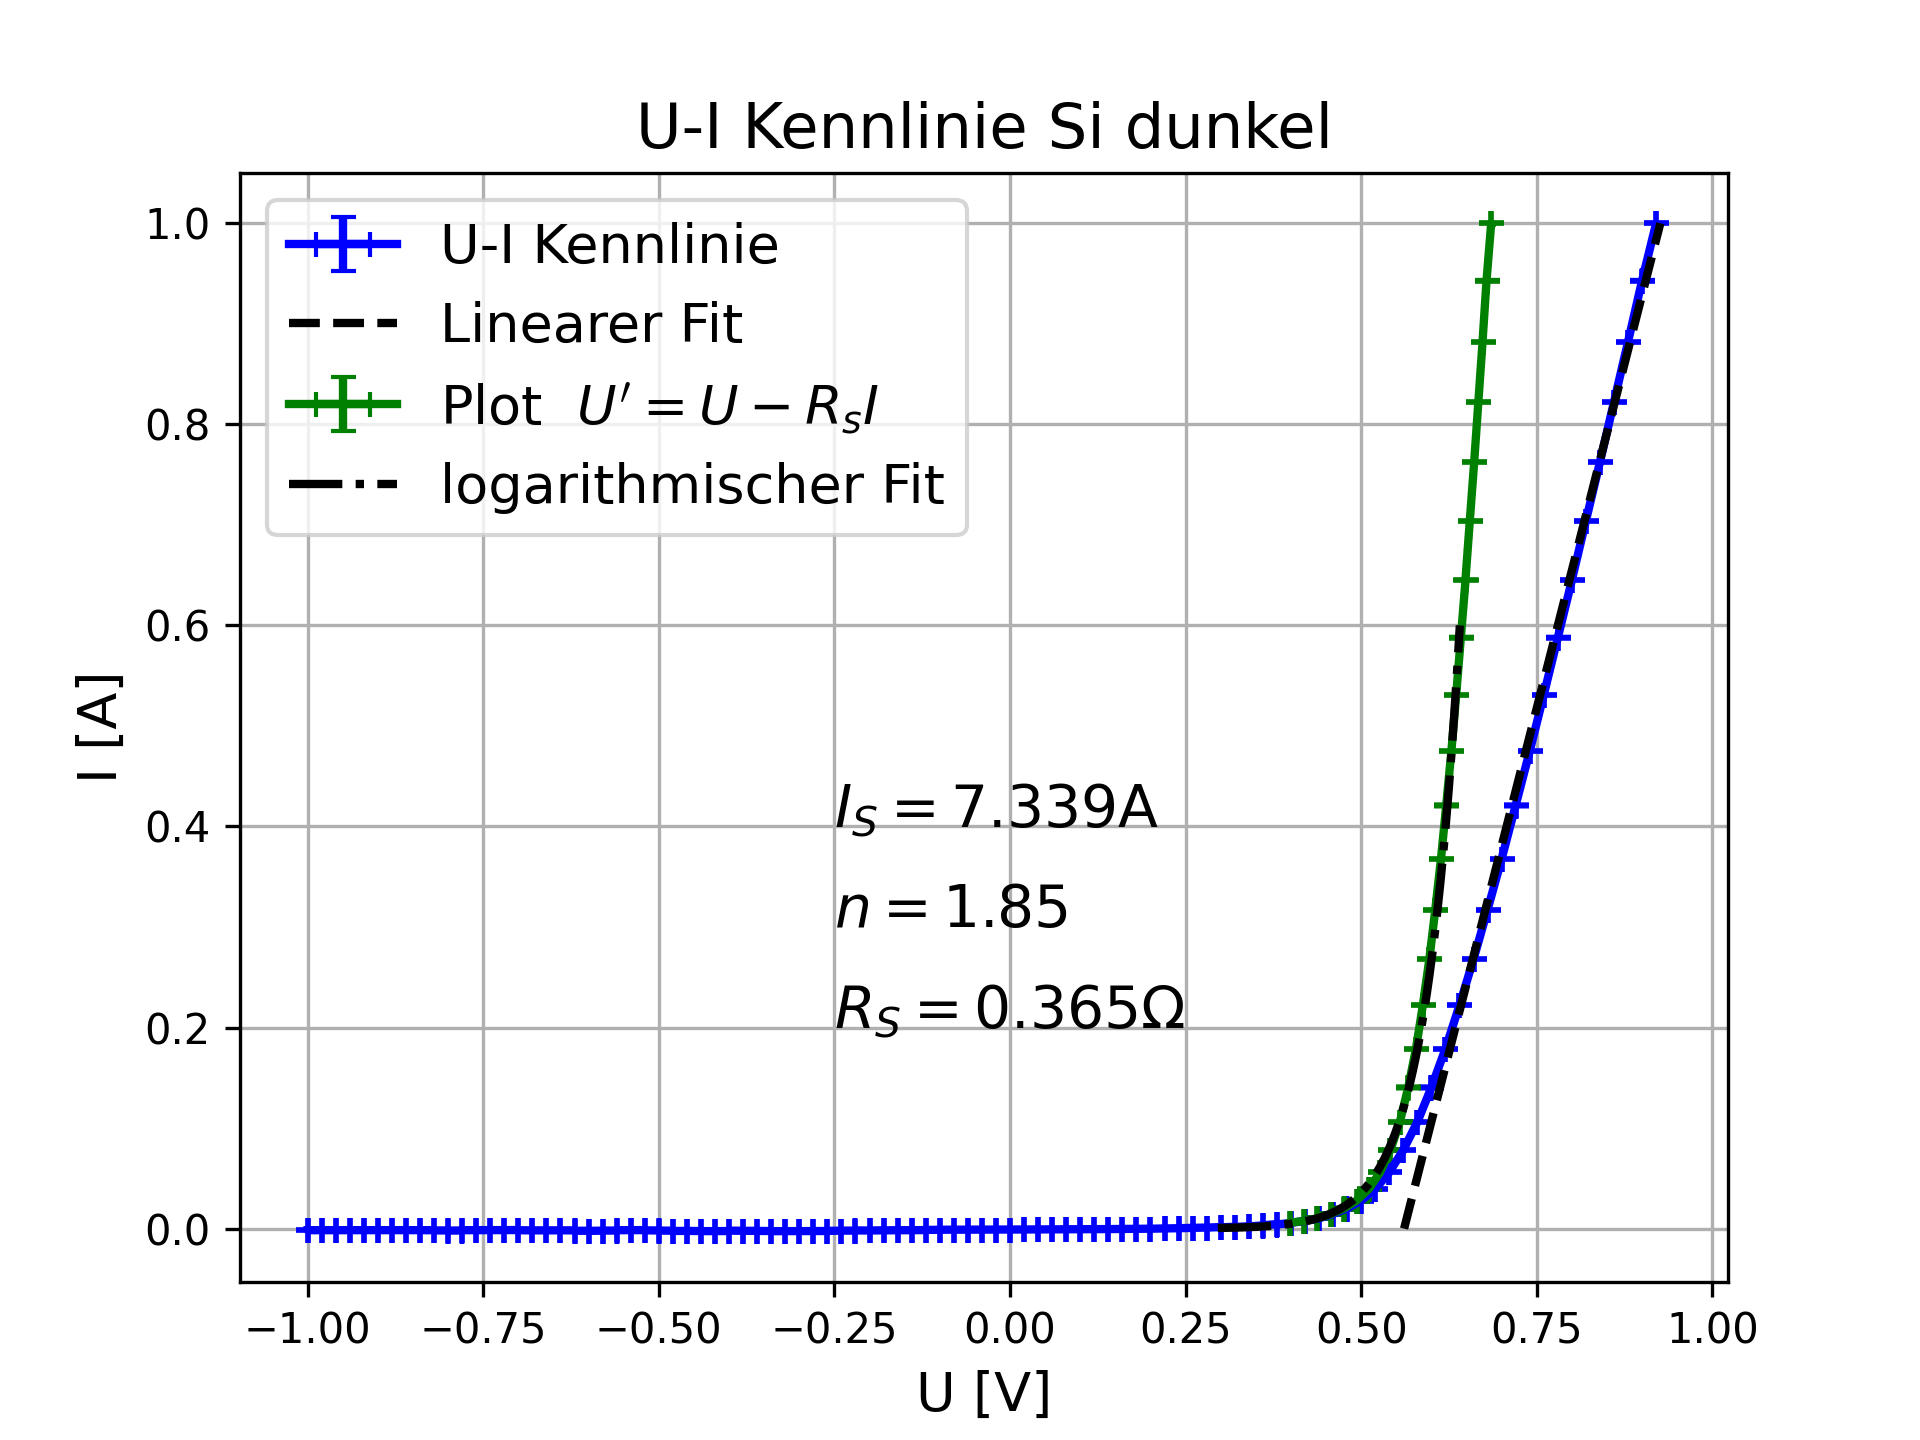 U-I Kennlinie Si dunkel
U-I Kennlinie
Linearer Fit
Plot U′ = U − RₛI
logarithmischer Fit
I_S = 7.339A
n = 1.85
R_S = 0.365Ω
I [A]
1.0
0.8
0.6
0.4
0.2
0.0
−1.00 −0.75 −0.50 −0.25 0.00 0.25 0.50 0.75 1.00
U [V]